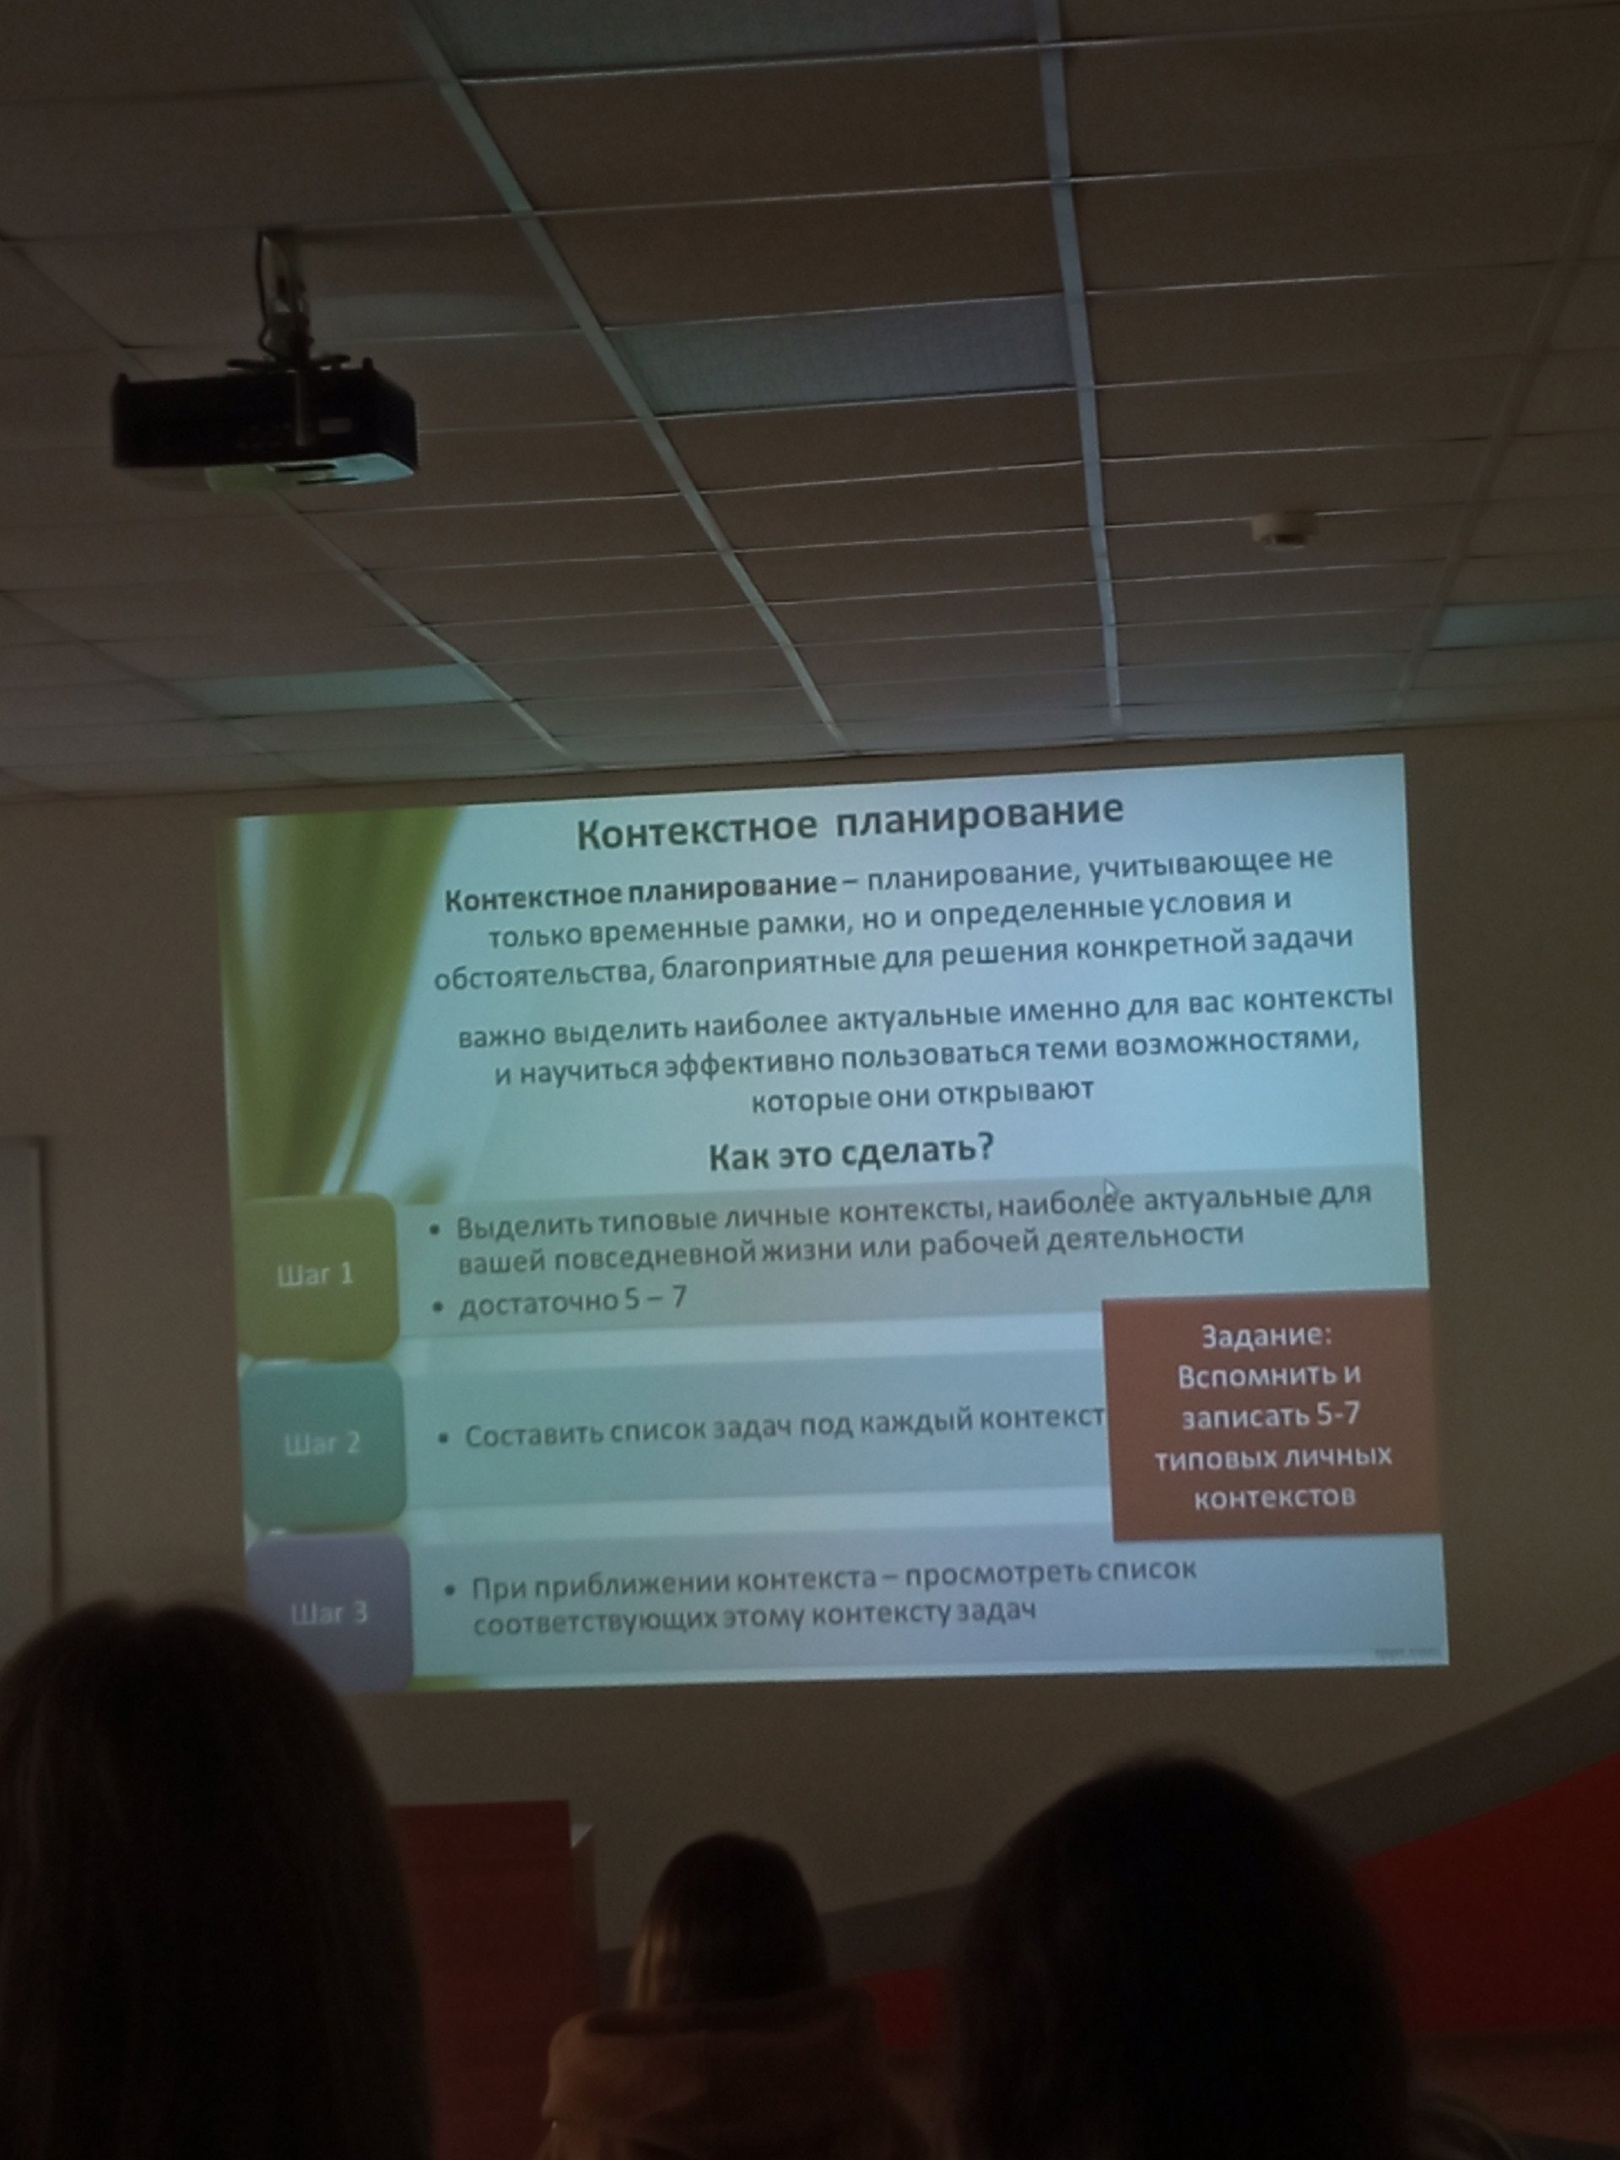 Контекстное планирование
Контекстное планирование – планирование, учитывающее не
только временные рамки, но и определенные условия и
обстоятельства, благоприятные для решения конкретной задачи
важно выделить наиболее актуальные именно для вас контексты
и научиться эффективно пользоваться теми возможностями,
которые они открывают
Как это сделать?
Шаг 1
• Выделить типовые личные контексты, наиболее актуальные для
вашей повседневной жизни или рабочей деятельности
• достаточно 5 – 7
Шаг 2
• Составить список задач под каждый контекст
Задание:
Вспомнить и
записать 5-7
типовых личных
контекстов
Шаг 3
• При приближении контекста – просмотреть список
соответствующих этому контексту задач